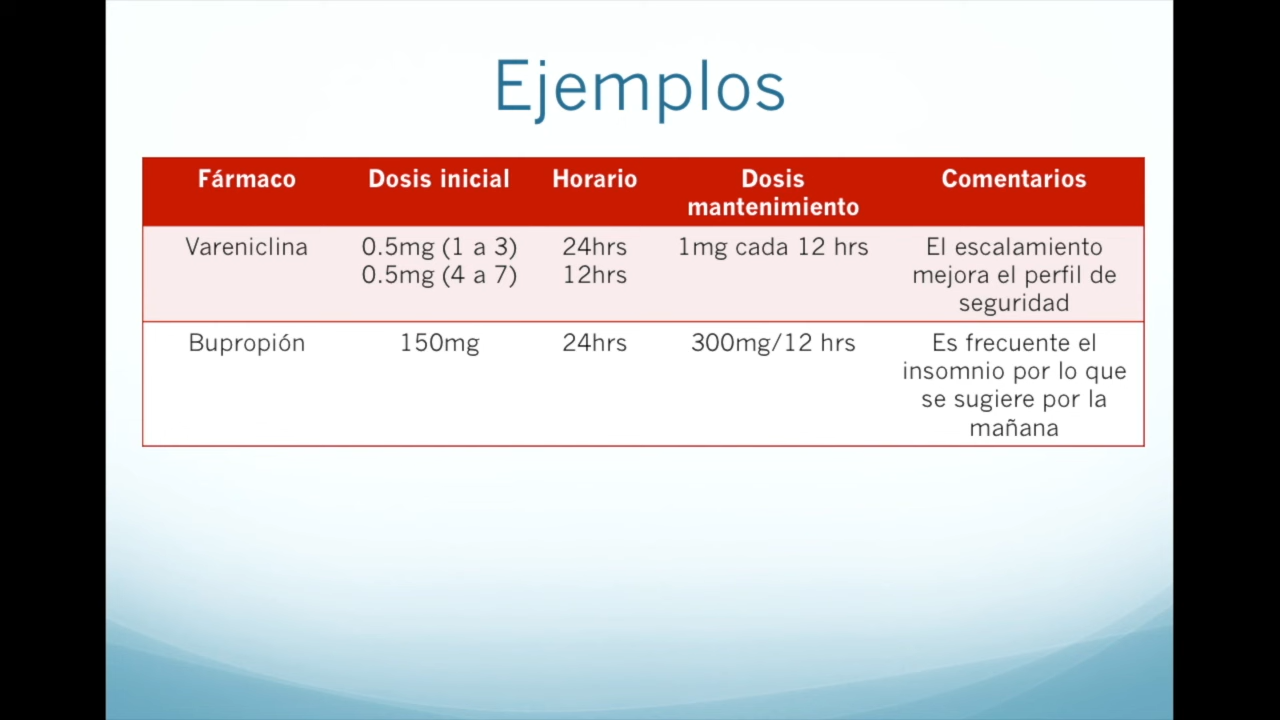 Ejemplos
Fármaco Dosis inicial Horario Dosis mantenimiento Comentarios
Vareniclina 0.5mg (1 a 3) 24hrs 1mg cada 12 hrs El escalamiento
0.5mg (4 a 7) 12hrs mejora el perfil de
seguridad
Bupropión 150mg 24hrs 300mg/12 hrs Es frecuente el
insomnio por lo que
se sugiere por la
mañana